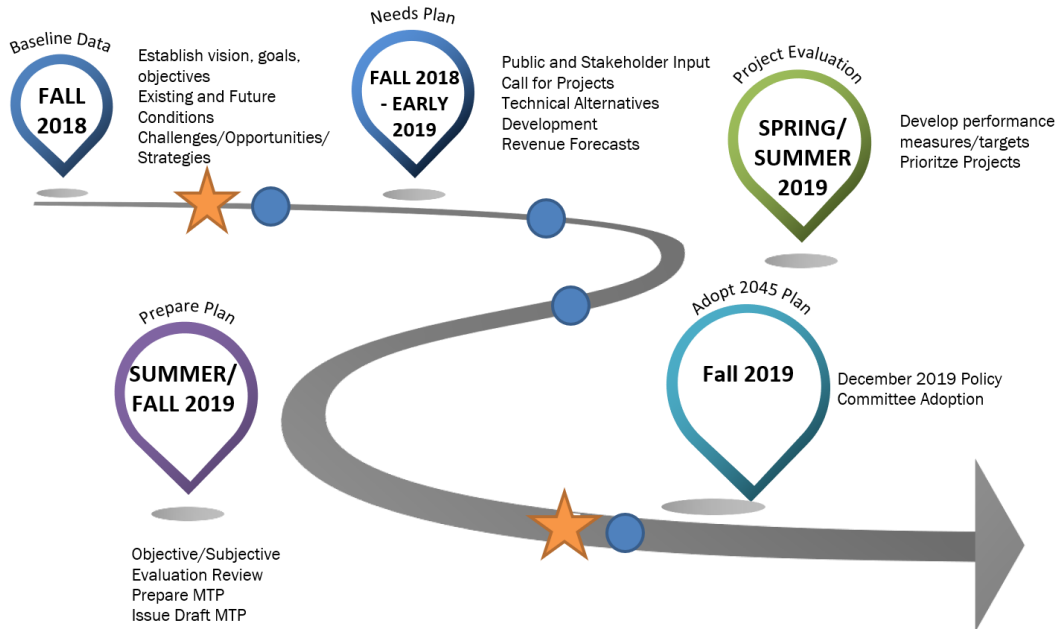 Baseline Data
FALL
2018
Establish vision, goals,
objectives
Existing and Future
Conditions
Challenges/Opportunities/
Strategies
Needs Plan
FALL 2018
- EARLY
2019
Public and Stakeholder Input
Call for Projects
Technical Alternatives
Development
Revenue Forecasts
Project Evaluation
SPRING/
SUMMER
2019
Develop performance
measures/targets
Prioritze Projects
Prepare Plan
SUMMER/
FALL 2019
Objective/Subjective
Evaluation Review
Prepare MTP
Issue Draft MTP
Adopt 2045 Plan
Fall 2019
December 2019 Policy
Committee Adoption